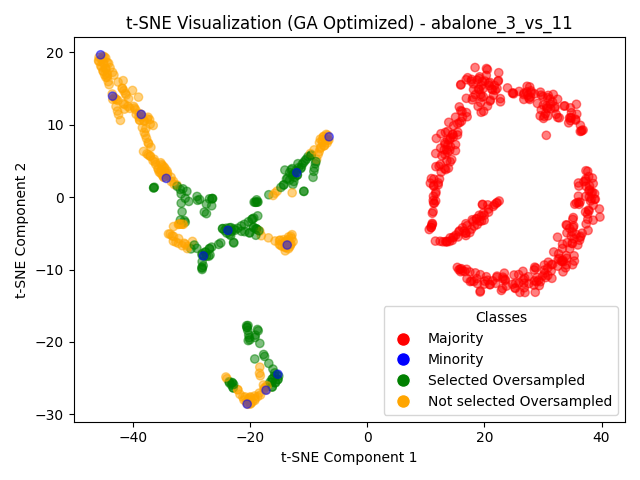 t-SNE Visualization (GA Optimized) - abalone_3_vs_11
20
10
0
−10
−20
−30
t-SNE Component 2
−40
−20
0
20
40
t-SNE Component 1
Classes
Majority
Minority
Selected Oversampled
Not selected Oversampled